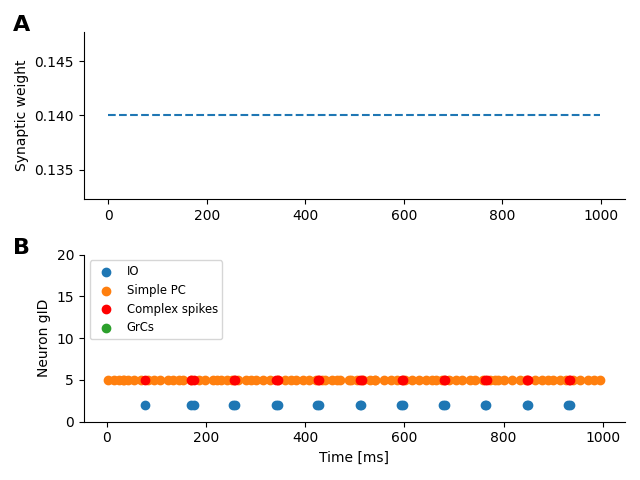 A
Synaptic weight
0.145
0.140
0.135
0
200
400
600
800
1000
B
Neuron gID
20
15
10
5
0
IO
Simple PC
Complex spikes
GrCs
0
200
400
600
800
1000
Time [ms]